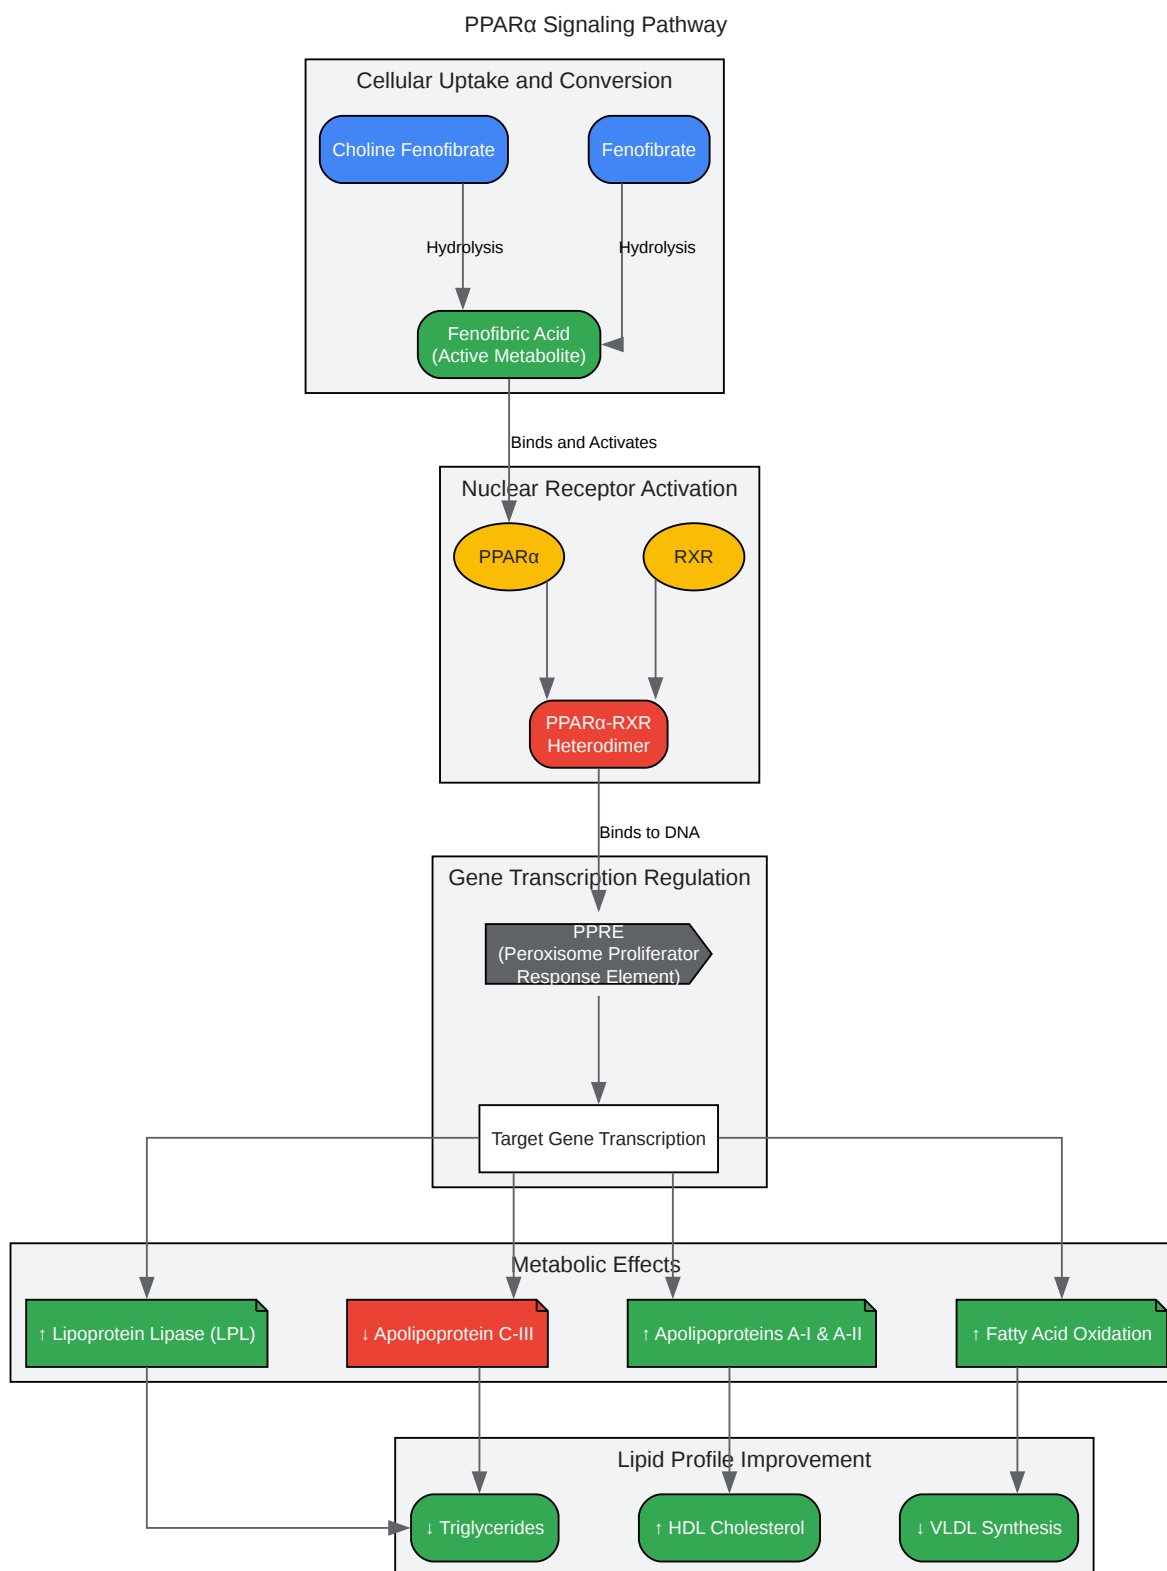 PPARα Signaling Pathway
Cellular Uptake and Conversion
Choline Fenofibrate
Fenofibrate
Hydrolysis
Hydrolysis
Fenofibric Acid
(Active Metabolite)
Binds and Activates
Nuclear Receptor Activation
PPARα
RXR
PPARα-RXR
Heterodimer
Binds to DNA
Gene Transcription Regulation
PPRE
(Peroxisome Proliferator
Response Element)
Target Gene Transcription
Metabolic Effects
↑ Lipoprotein Lipase (LPL)
↓ Apolipoprotein C-III
↑ Apolipoproteins A-I & A-II
↑ Fatty Acid Oxidation
Lipid Profile Improvement
↓ Triglycerides
↑ HDL Cholesterol
↓ VLDL Synthesis